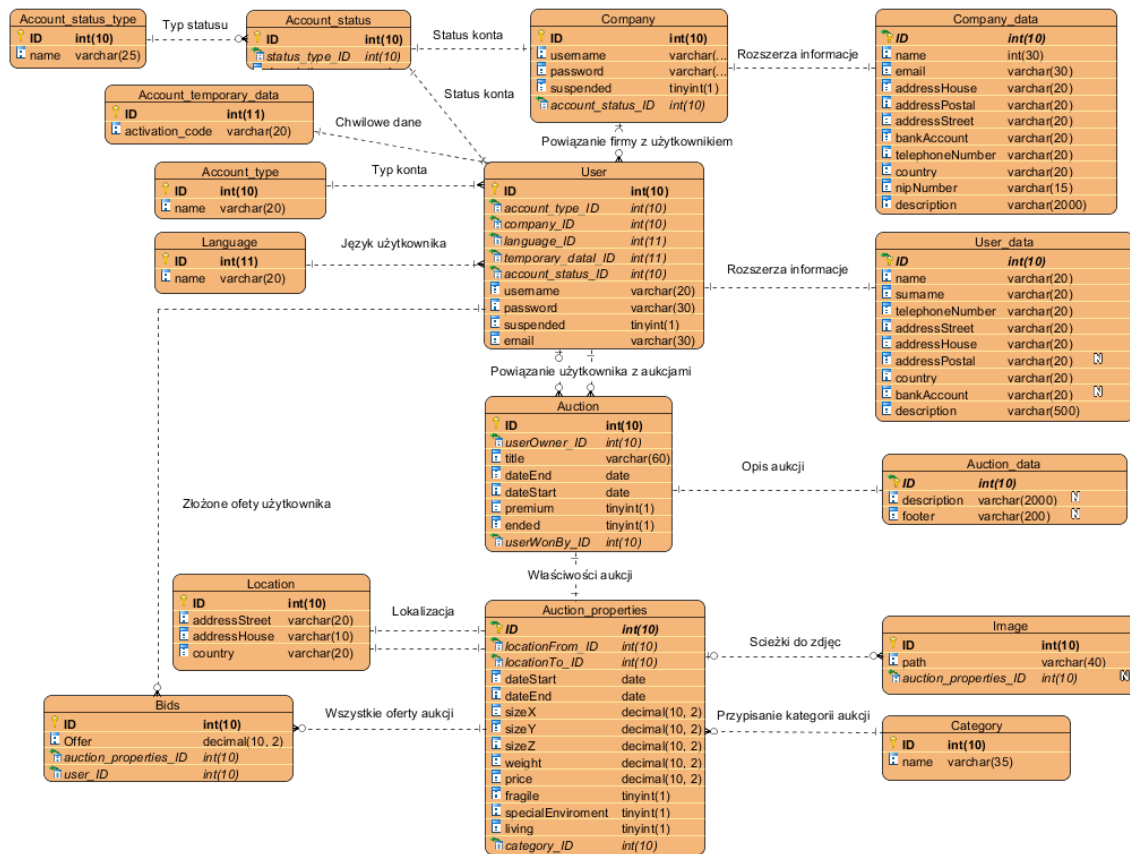 Account_status_type
ID int(10)
name varchar(25)
Typ statusu
Account_status
ID int(10)
status_type_ID int(10)
Status konta
Status konta
Company
ID int(10)
username varchar(...
password varchar(...
suspended tinyint(1)
account_status_ID int(10)
Rozszerza informacje
Company_data
ID int(10)
name int(30)
email varchar(30)
addressHouse varchar(20)
addressPostal varchar(20)
addressStreet varchar(20)
bankAccount varchar(20)
telephoneNumber varchar(20)
country varchar(20)
nipNumber varchar(15)
description varchar(2000)
Account_temporary_data
ID int(11)
activation_code varchar(20)
Chwilowe dane
Powiązanie firmy z użytkownikiem
Account_type
ID int(10)
name varchar(20)
Typ konta
Language
ID int(11)
name varchar(20)
Język użytkownika
User
ID int(10)
account_type_ID int(10)
company_ID int(10)
language_ID int(11)
temporary_datal_ID int(11)
account_status_ID int(10)
username varchar(20)
password varchar(30)
suspended tinyint(1)
email varchar(30)
Rozszerza informacje
User_data
ID int(10)
name varchar(20)
surname varchar(20)
telephoneNumber varchar(20)
addressStreet varchar(20)
addressHouse varchar(20)
addressPostal varchar(20) N
country varchar(20)
bankAccount varchar(20) N
description varchar(500)
Powiązanie użytkownika z aukcjami
Auction
ID int(10)
userOwner_ID int(10)
title varchar(60)
dateEnd date
dateStart date
premium tinyint(1)
ended tinyint(1)
userWonBy_ID int(10)
Opis aukcji
Auction_data
ID int(10)
description varchar(2000) N
footer varchar(200) N
Złożone ofety użytkownika
Właściwości aukcji
Location
ID int(10)
addressStreet varchar(20)
addressHouse varchar(10)
country varchar(20)
Lokalizacja
Auction_properties
ID int(10)
locationFrom_ID int(10)
locationTo_ID int(10)
dateStart date
dateEnd date
sizeX decimal(10, 2)
sizeY decimal(10, 2)
sizeZ decimal(10, 2)
weight decimal(10, 2)
price decimal(10, 2)
fragile tinyint(1)
specialEnviroment tinyint(1)
living tinyint(1)
category_ID int(10)
Scieżki do zdjęc
Image
ID int(10)
path varchar(40)
auction_properties_ID int(10) N
Bids
ID int(10)
Offer decimal(10, 2)
auction_properties_ID int(10)
user_ID int(10)
Wszystkie oferty aukcji
Przypisanie kategorii aukcji
Category
ID int(10)
name varchar(35)